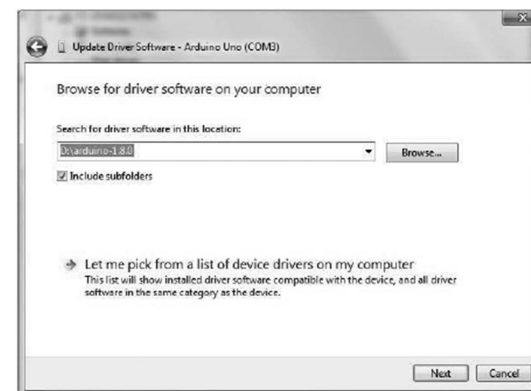 Update Driver Software - Arduino Uno (COM3)
Browse for driver software on your computer
Search for driver software in this location:
D:\arduino-1.8.0
Browse...
Include subfolders
Let me pick from a list of device drivers on my computer
This list will show installed driver software compatible with the device, and all driver
software in the same category as the device.
Next
Cancel